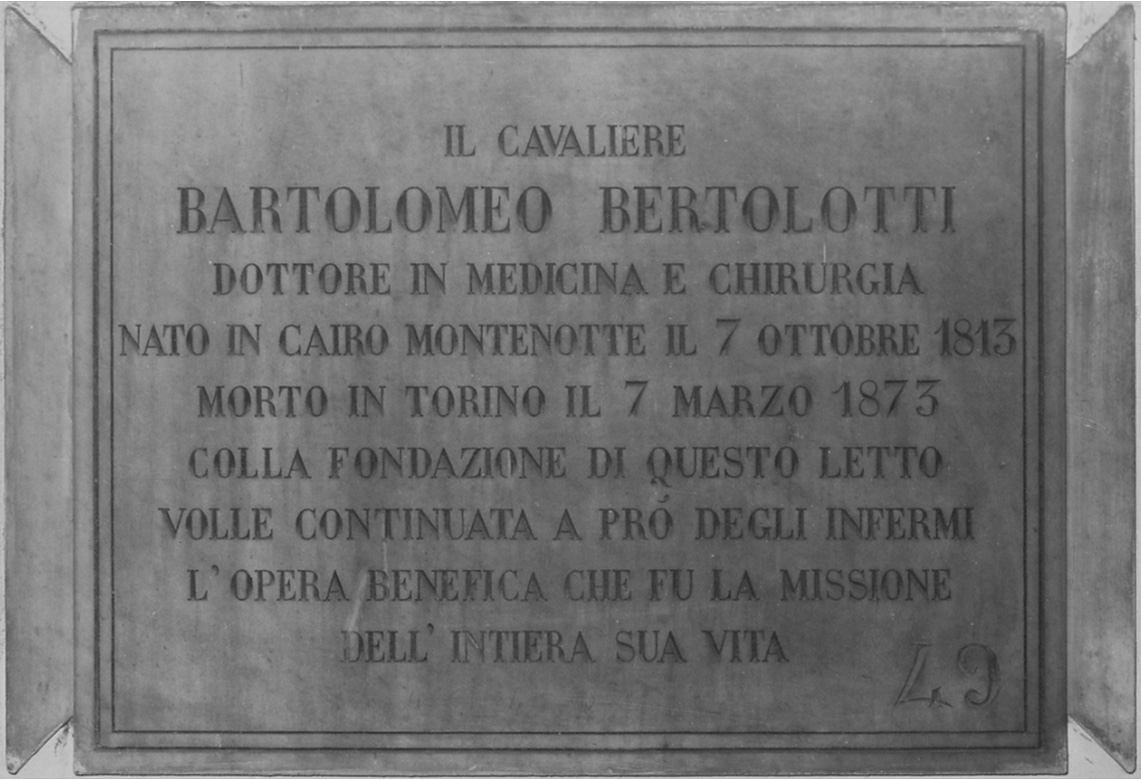 IL CAVALIERE
BARTOLOMEO BERTOLOTTI
DOTTORE IN MEDICINA E CHIRURGIA
NATO IN CAIRO MONTENOTTE IL 7 OTTOBRE 1813
MORTO IN TORINO IL 7 MARZO 1873
COLLA FONDAZIONE DI QUESTO LETTO
VOLLE CONTINUATA A PRŎ DEGLI INFERMI
L' OPERA BENEFICA CHE FU LA MISSIONE
DELL' INTIERA SUA VITA
49